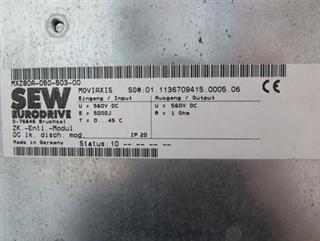 MXZ80A-050-503-00
SEW
EURODRIVE
D-76646 Bruchsal
MOVIAXIS SO#:01.1136709415.0005.06
Eingang / Input Ausgang / Output
U = 560V DC U = 560V DC
E = 5000J R = 1 Ohm
T = 0...45 C
ZK.-Entl.-Modul
DC lk. disch. mod. IP 20
Made in Germany Status: 10 -- -- -- --